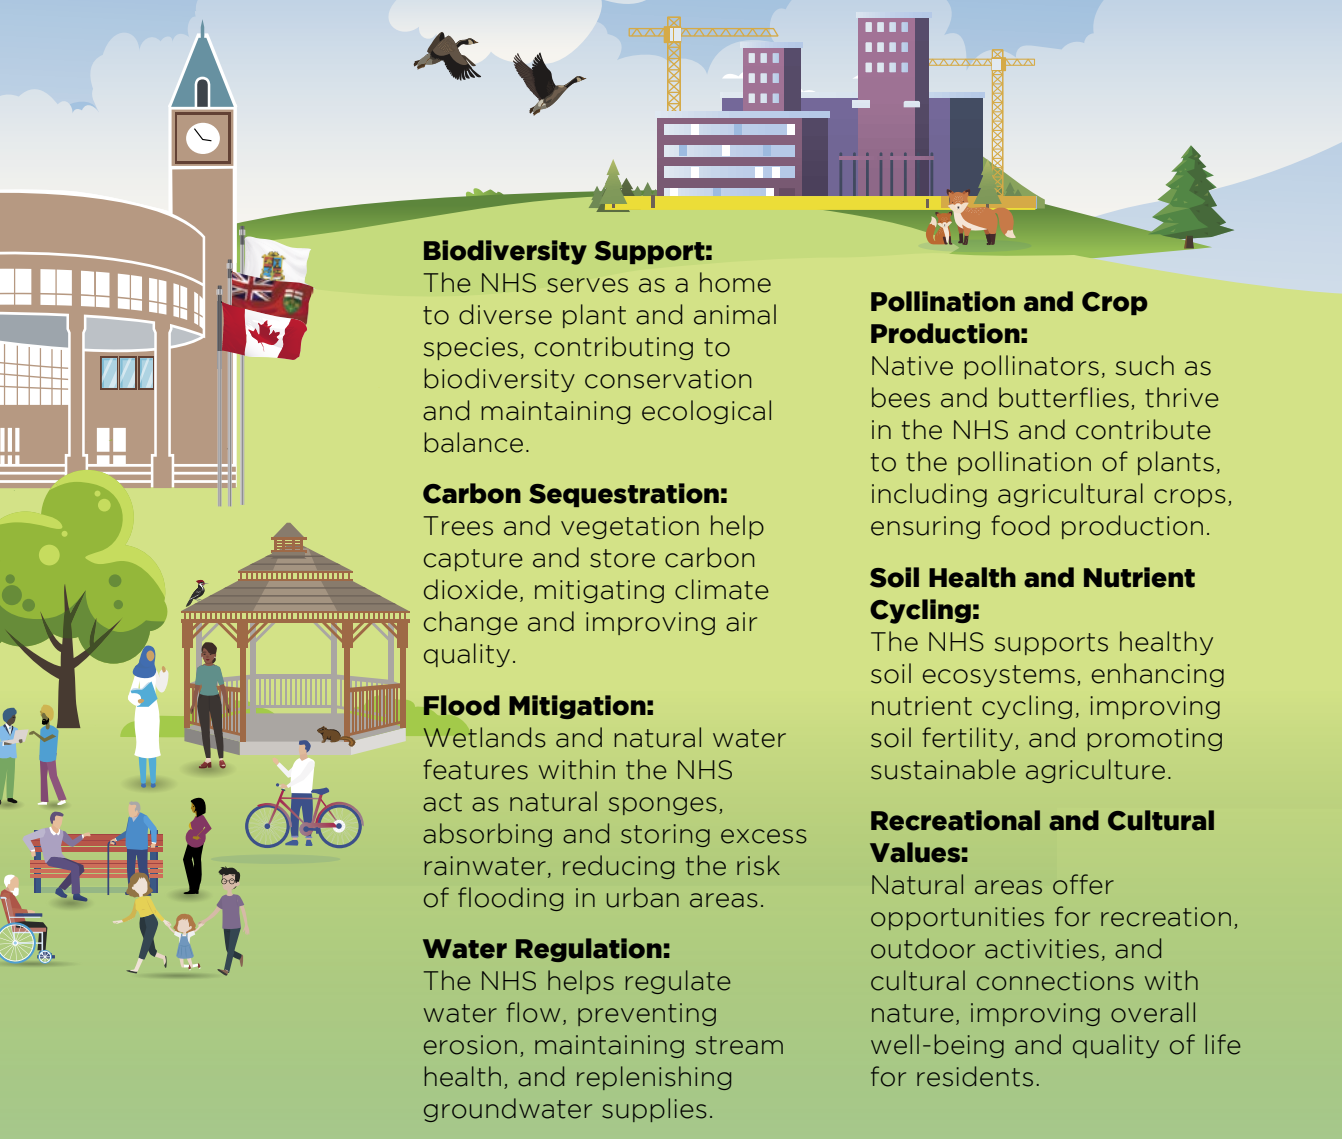 Biodiversity Support:
The NHS serves as a home
to diverse plant and animal
species, contributing to
biodiversity conservation
and maintaining ecological
balance.
Carbon Sequestration:
Trees and vegetation help
capture and store carbon
dioxide, mitigating climate
change and improving air
quality.
Flood Mitigation:
Wetlands and natural water
features within the NHS
act as natural sponges,
absorbing and storing excess
rainwater, reducing the risk
of flooding in urban areas.
Water Regulation:
The NHS helps regulate
water flow, preventing
erosion, maintaining stream
health, and replenishing
groundwater supplies.
Pollination and Crop
Production:
Native pollinators, such as
bees and butterflies, thrive
in the NHS and contribute
to the pollination of plants,
including agricultural crops,
ensuring food production.
Soil Health and Nutrient
Cycling:
The NHS supports healthy
soil ecosystems, enhancing
nutrient cycling, improving
soil fertility, and promoting
sustainable agriculture.
Recreational and Cultural
Values:
Natural areas offer
opportunities for recreation,
outdoor activities, and
cultural connections with
nature, improving overall
well-being and quality of life
for residents.